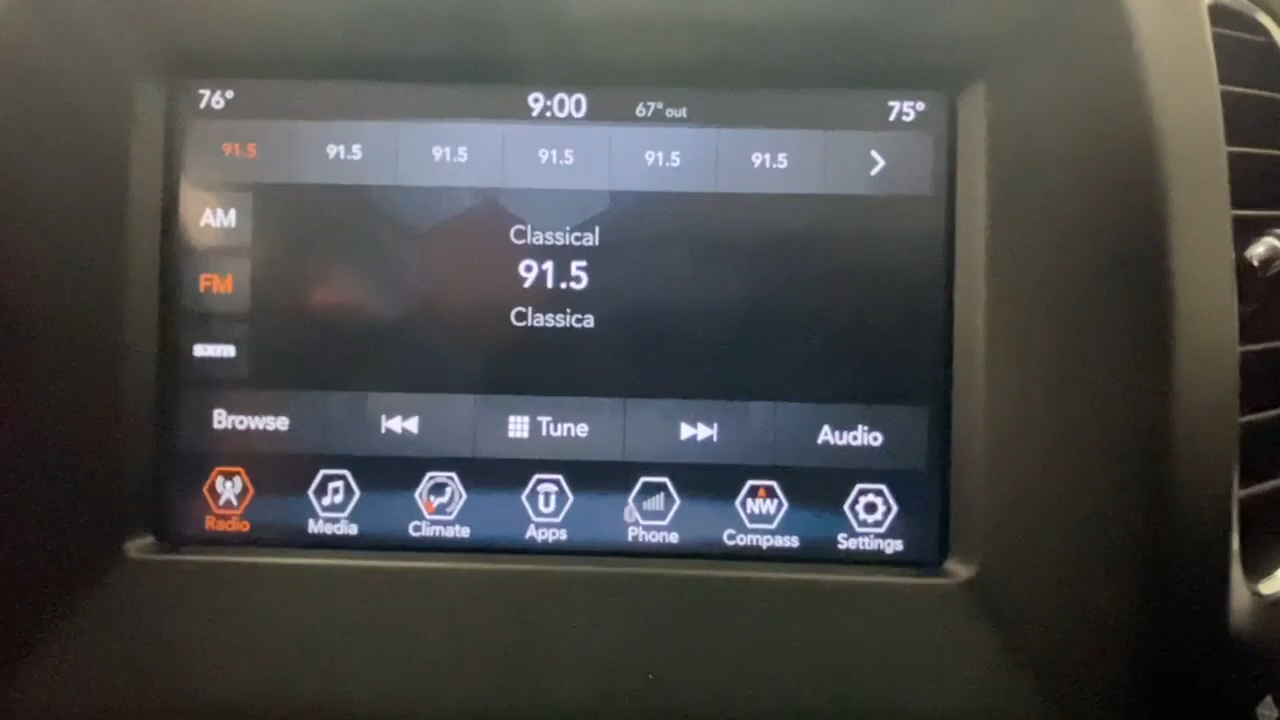 76° 9:00 67° out 75°
91.5 91.5 91.5 91.5 91.5 91.5
AM
Classical
91.5
FM
Classica
sxm
Browse Tune Audio
Radio Media Climate Apps Phone NW Compass Settings